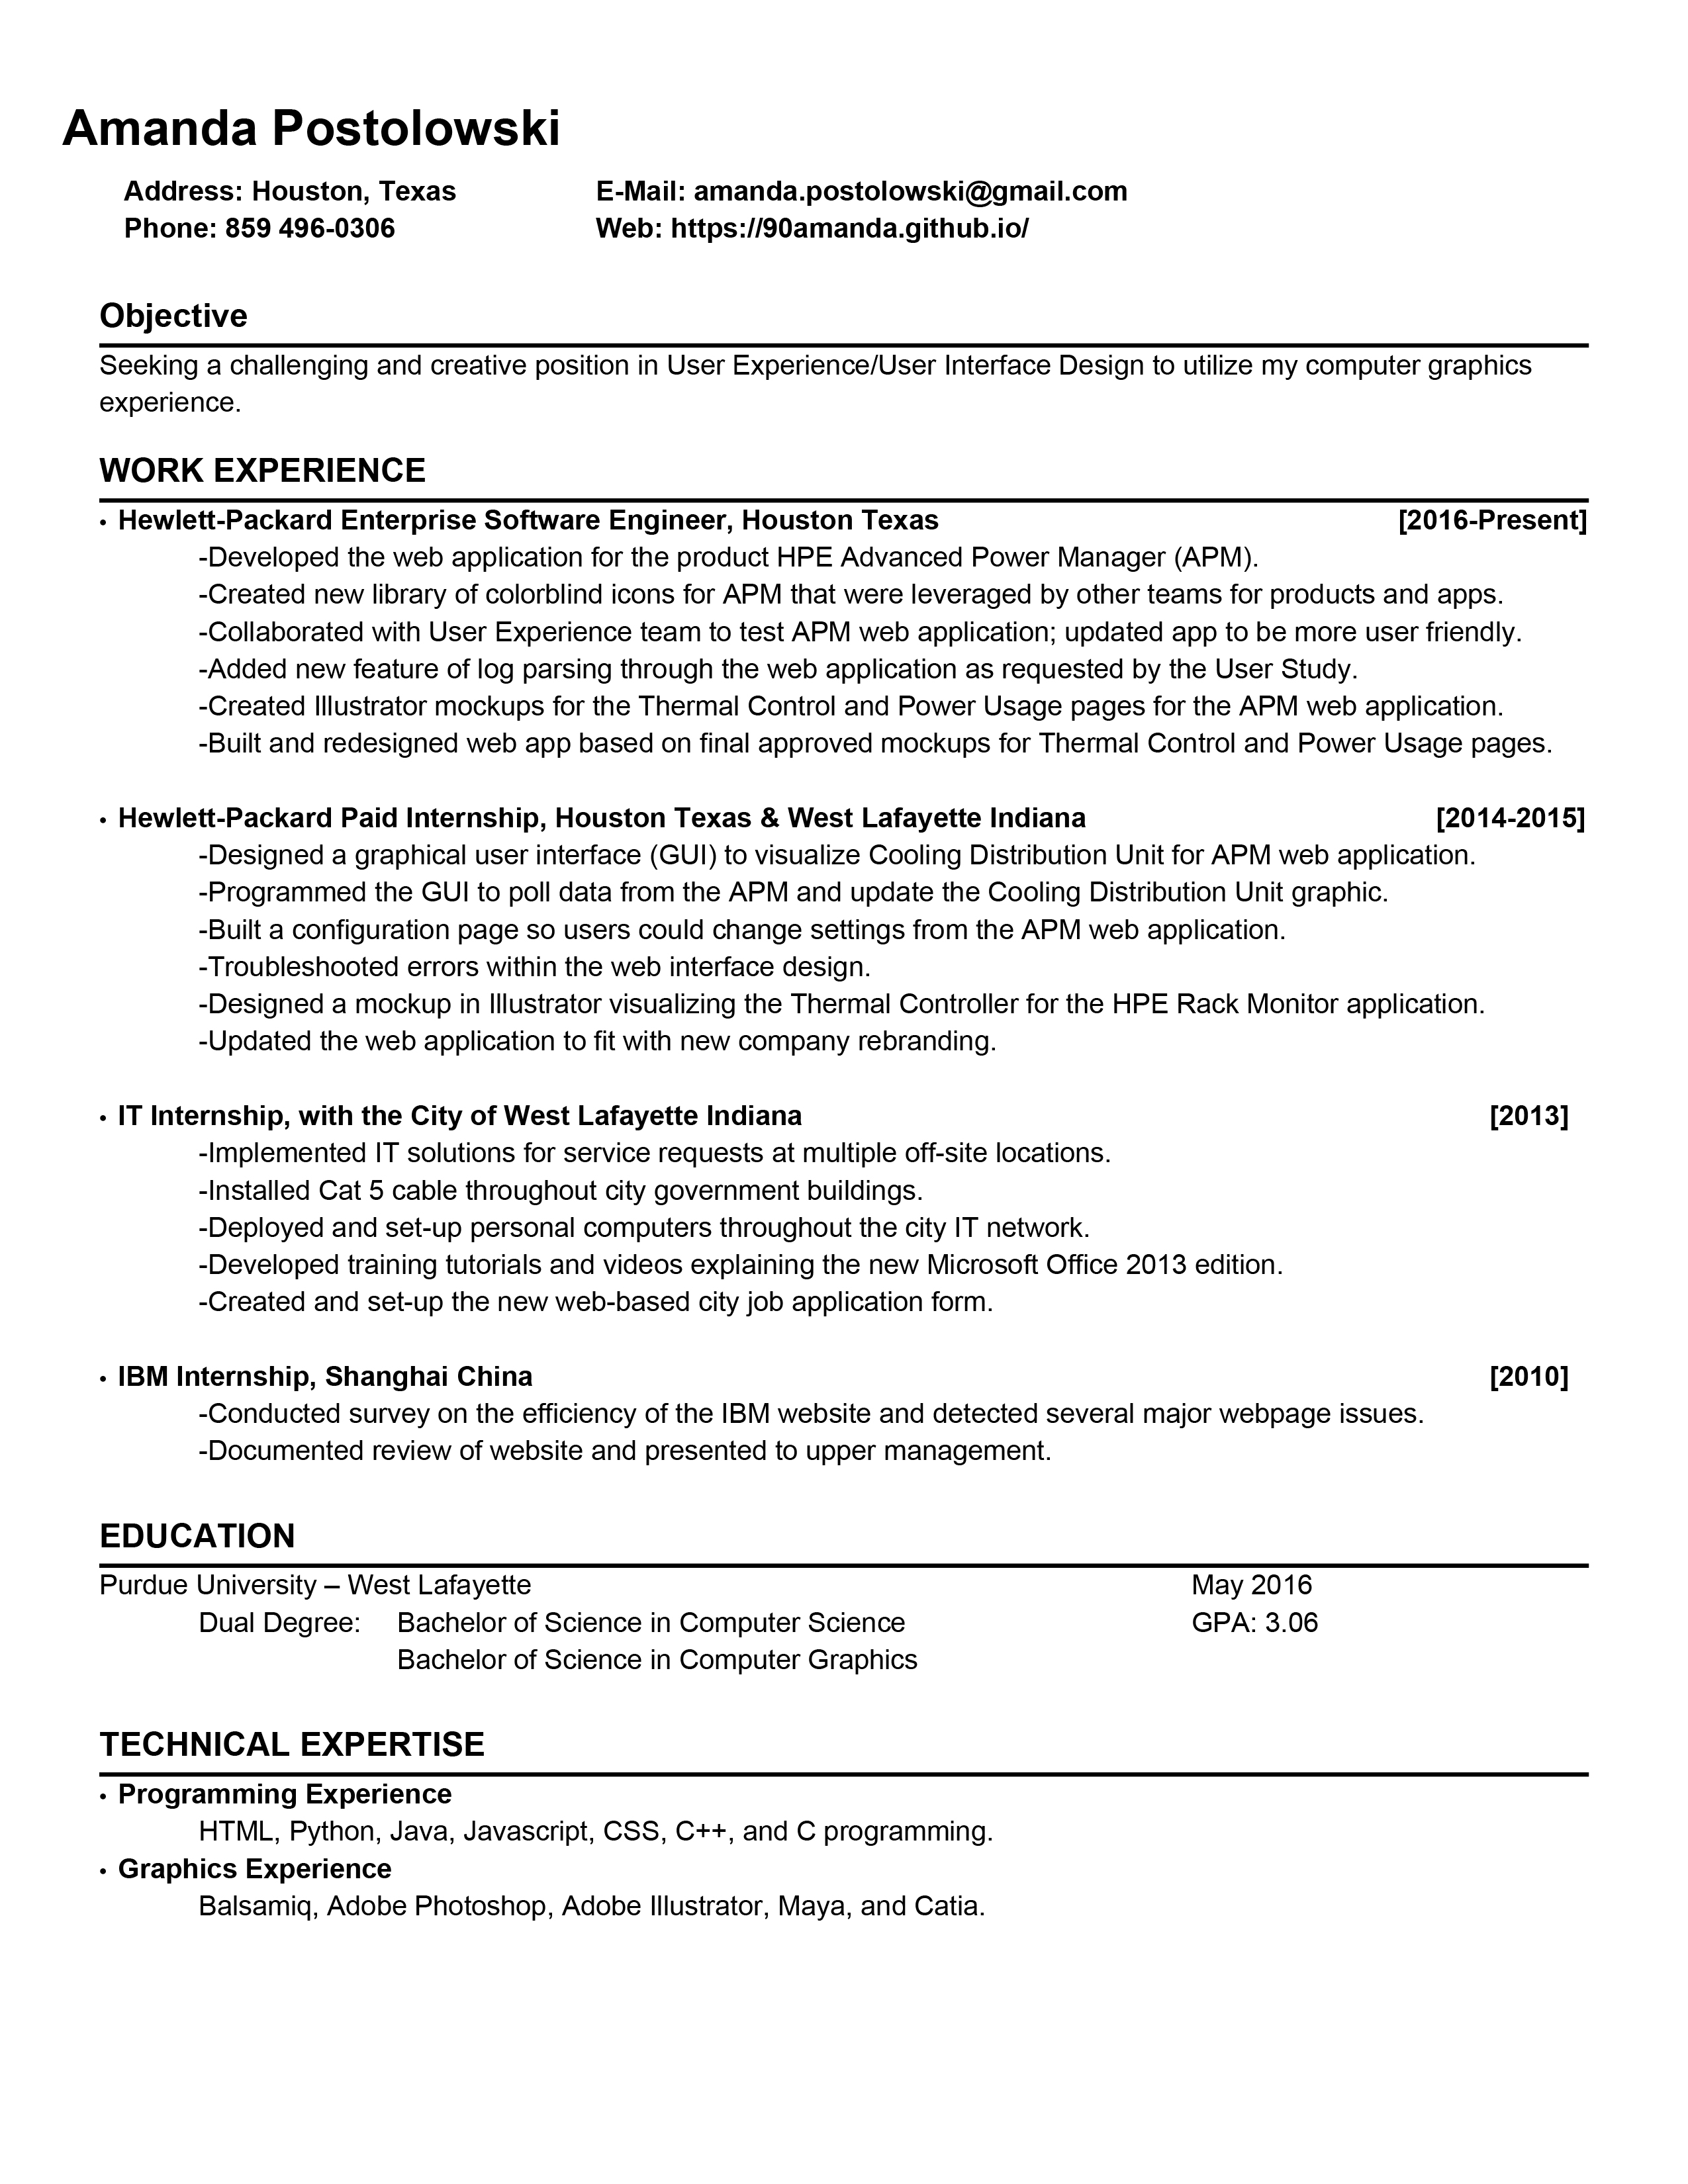 Amanda Postolowski
Address: Houston, Texas E-Mail: amanda.postolowski@gmail.com
Phone: 859 496-0306 Web: https://90amanda.github.io/
Objective
Seeking a challenging and creative position in User Experience/User Interface Design to utilize my computer graphics
experience.
WORK EXPERIENCE
• Hewlett-Packard Enterprise Software Engineer, Houston Texas [2016-Present]
-Developed the web application for the product HPE Advanced Power Manager (APM).
-Created new library of colorblind icons for APM that were leveraged by other teams for products and apps.
-Collaborated with User Experience team to test APM web application; updated app to be more user friendly.
-Added new feature of log parsing through the web application as requested by the User Study.
-Created Illustrator mockups for the Thermal Control and Power Usage pages for the APM web application.
-Built and redesigned web app based on final approved mockups for Thermal Control and Power Usage pages.
• Hewlett-Packard Paid Internship, Houston Texas & West Lafayette Indiana [2014-2015]
-Designed a graphical user interface (GUI) to visualize Cooling Distribution Unit for APM web application.
-Programmed the GUI to poll data from the APM and update the Cooling Distribution Unit graphic.
-Built a configuration page so users could change settings from the APM web application.
-Troubleshooted errors within the web interface design.
-Designed a mockup in Illustrator visualizing the Thermal Controller for the HPE Rack Monitor application.
-Updated the web application to fit with new company rebranding.
• IT Internship, with the City of West Lafayette Indiana [2013]
-Implemented IT solutions for service requests at multiple off-site locations.
-Installed Cat 5 cable throughout city government buildings.
-Deployed and set-up personal computers throughout the city IT network.
-Developed training tutorials and videos explaining the new Microsoft Office 2013 edition.
-Created and set-up the new web-based city job application form.
• IBM Internship, Shanghai China [2010]
-Conducted survey on the efficiency of the IBM website and detected several major webpage issues.
-Documented review of website and presented to upper management.
EDUCATION
Purdue University – West Lafayette May 2016
Dual Degree: Bachelor of Science in Computer Science GPA: 3.06
Bachelor of Science in Computer Graphics
TECHNICAL EXPERTISE
• Programming Experience
HTML, Python, Java, Javascript, CSS, C++, and C programming.
• Graphics Experience
Balsamiq, Adobe Photoshop, Adobe Illustrator, Maya, and Catia.